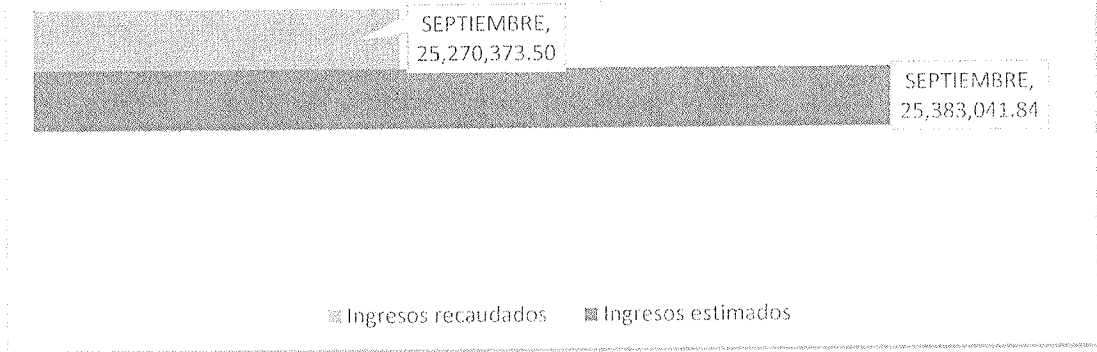 SEPTIEMBRE,
25,270,373.50
SEPTIEMBRE,
25,383,041.84
Ingresos recaudados Ingresos estimados